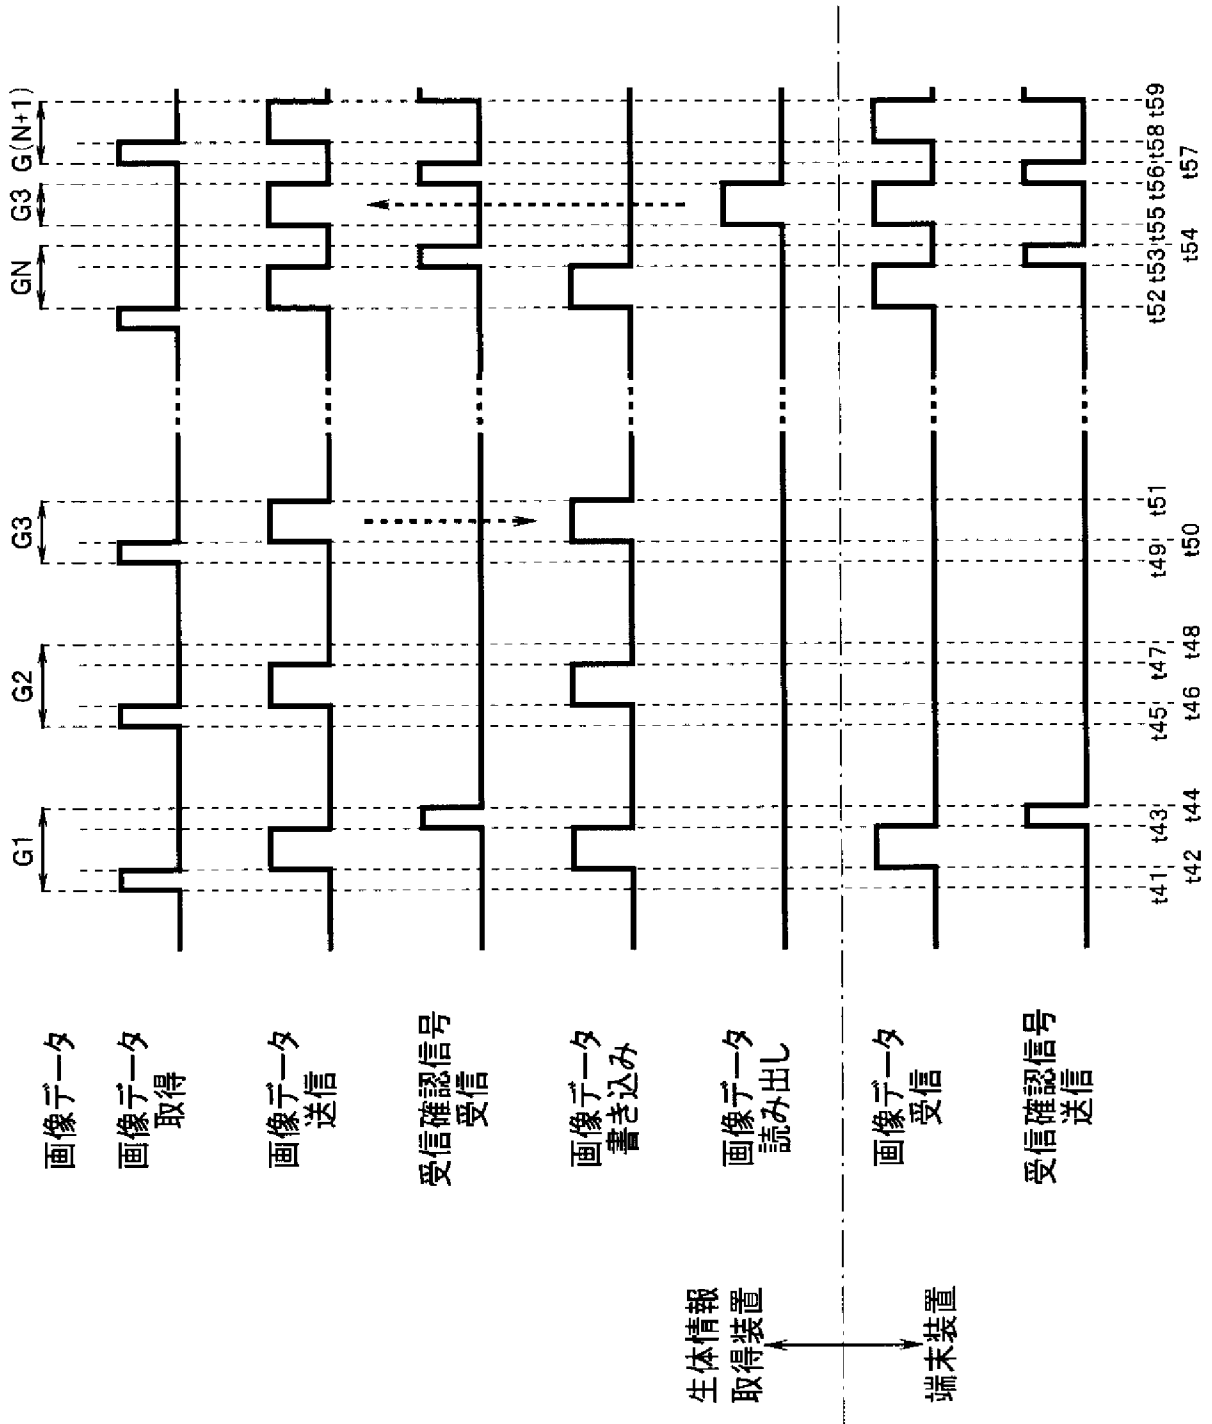 画像データ
G1
G2
G3
GN
G3
G(N+1)
画像データ
取得
画像データ
送信
受信確認信号
受信
画像データ
書き込み
画像データ
読み出し
画像データ
受信
受信確認信号
送信
生体情報
取得装置
端末装置
t41
t43
t45
t47
t49
t51
t52
t53
t55
t56
t58
t59
t42
t44
t46
t48
t50
t54
t57